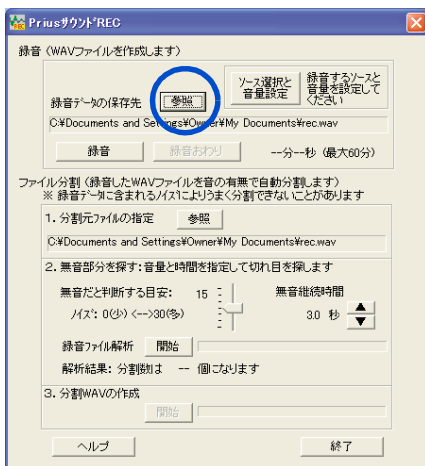 PriusｻｳﾝﾄﾞREC
録音（WAVファイルを作成します）
ソース選択と
音量設定
録音するソースと
音量を設定して
ください
録音ﾃﾞｰﾀの保存先
参照
C:¥Documents and Settings¥Owner¥My Documents¥rec.wav
録音
録音おわり
--分--秒（最大60分）
ファイル分割（録音したWAVファイルを音の有無で自動分割します）
※ 録音ﾃﾞｰﾀに含まれるﾉｲｽﾞによりうまく分割できないことがあります
1. 分割元ﾌｧｲﾙの指定
参照
C:¥Documents and Settings¥Owner¥My Documents¥rec.wav
2. 無音部分を探す：音量と時間を指定して切れ目を探します
無音だと判断する目安： 15
無音継続時間
ﾉｲｽﾞ：0(少) <-->30(多)
3.0 秒
録音ﾌｧｲﾙ解析
開始
解析結果：分割数は -- 個になります
3. 分割WAVの作成
開始
ヘルプ
終了